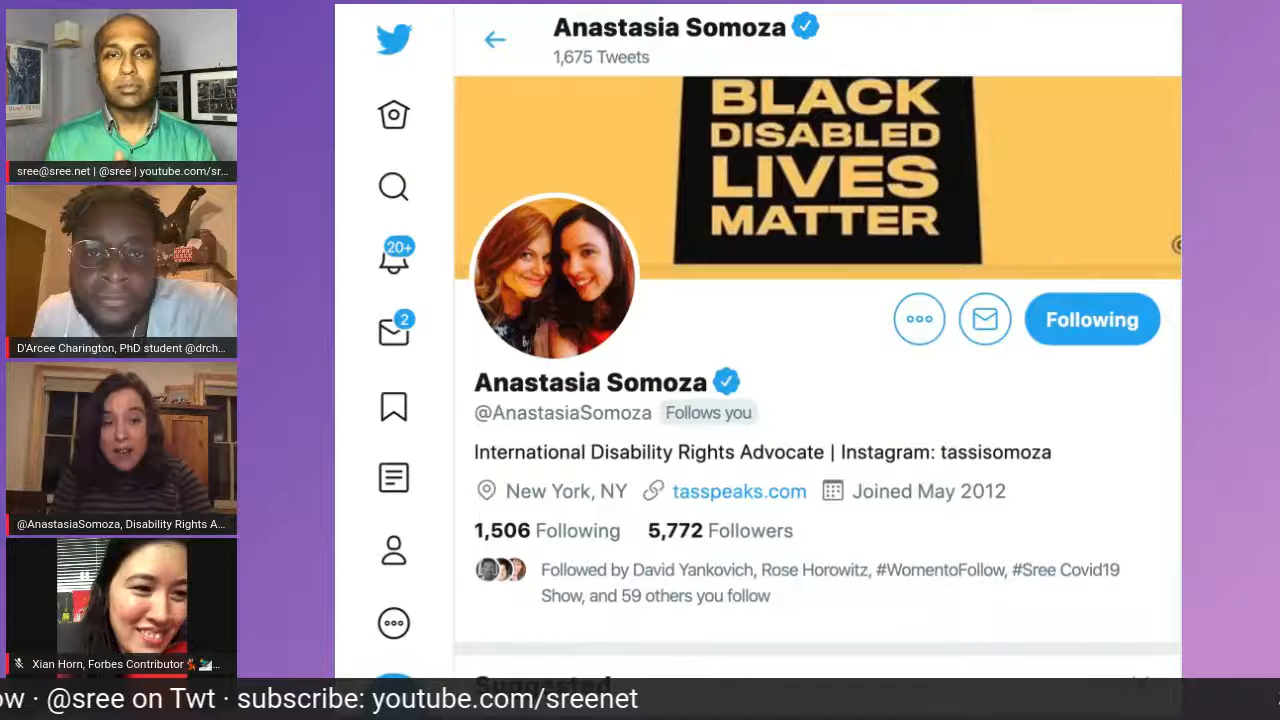 sree@sree.net | @sree | youtube.com/sr...
D'Arcee Charington, PhD student @drch...
@AnastasiaSomoza, Disability Rights A...
Xian Horn, Forbes Contributor💃🏽🎿...
Anastasia Somoza
1,675 Tweets
BLACK
DISABLED
LIVES
MATTER
20+
2
Following
Anastasia Somoza
@AnastasiaSomoza Follows you
International Disability Rights Advocate | Instagram: tassisomoza
New York, NY tasspeaks.com Joined May 2012
1,506 Following 5,772 Followers
Followed by David Yankovich, Rose Horowitz, #WomentoFollow, #Sree Covid19
Show, and 59 others you follow
Suggested
ow · @sree on Twt · subscribe: youtube.com/sreenet